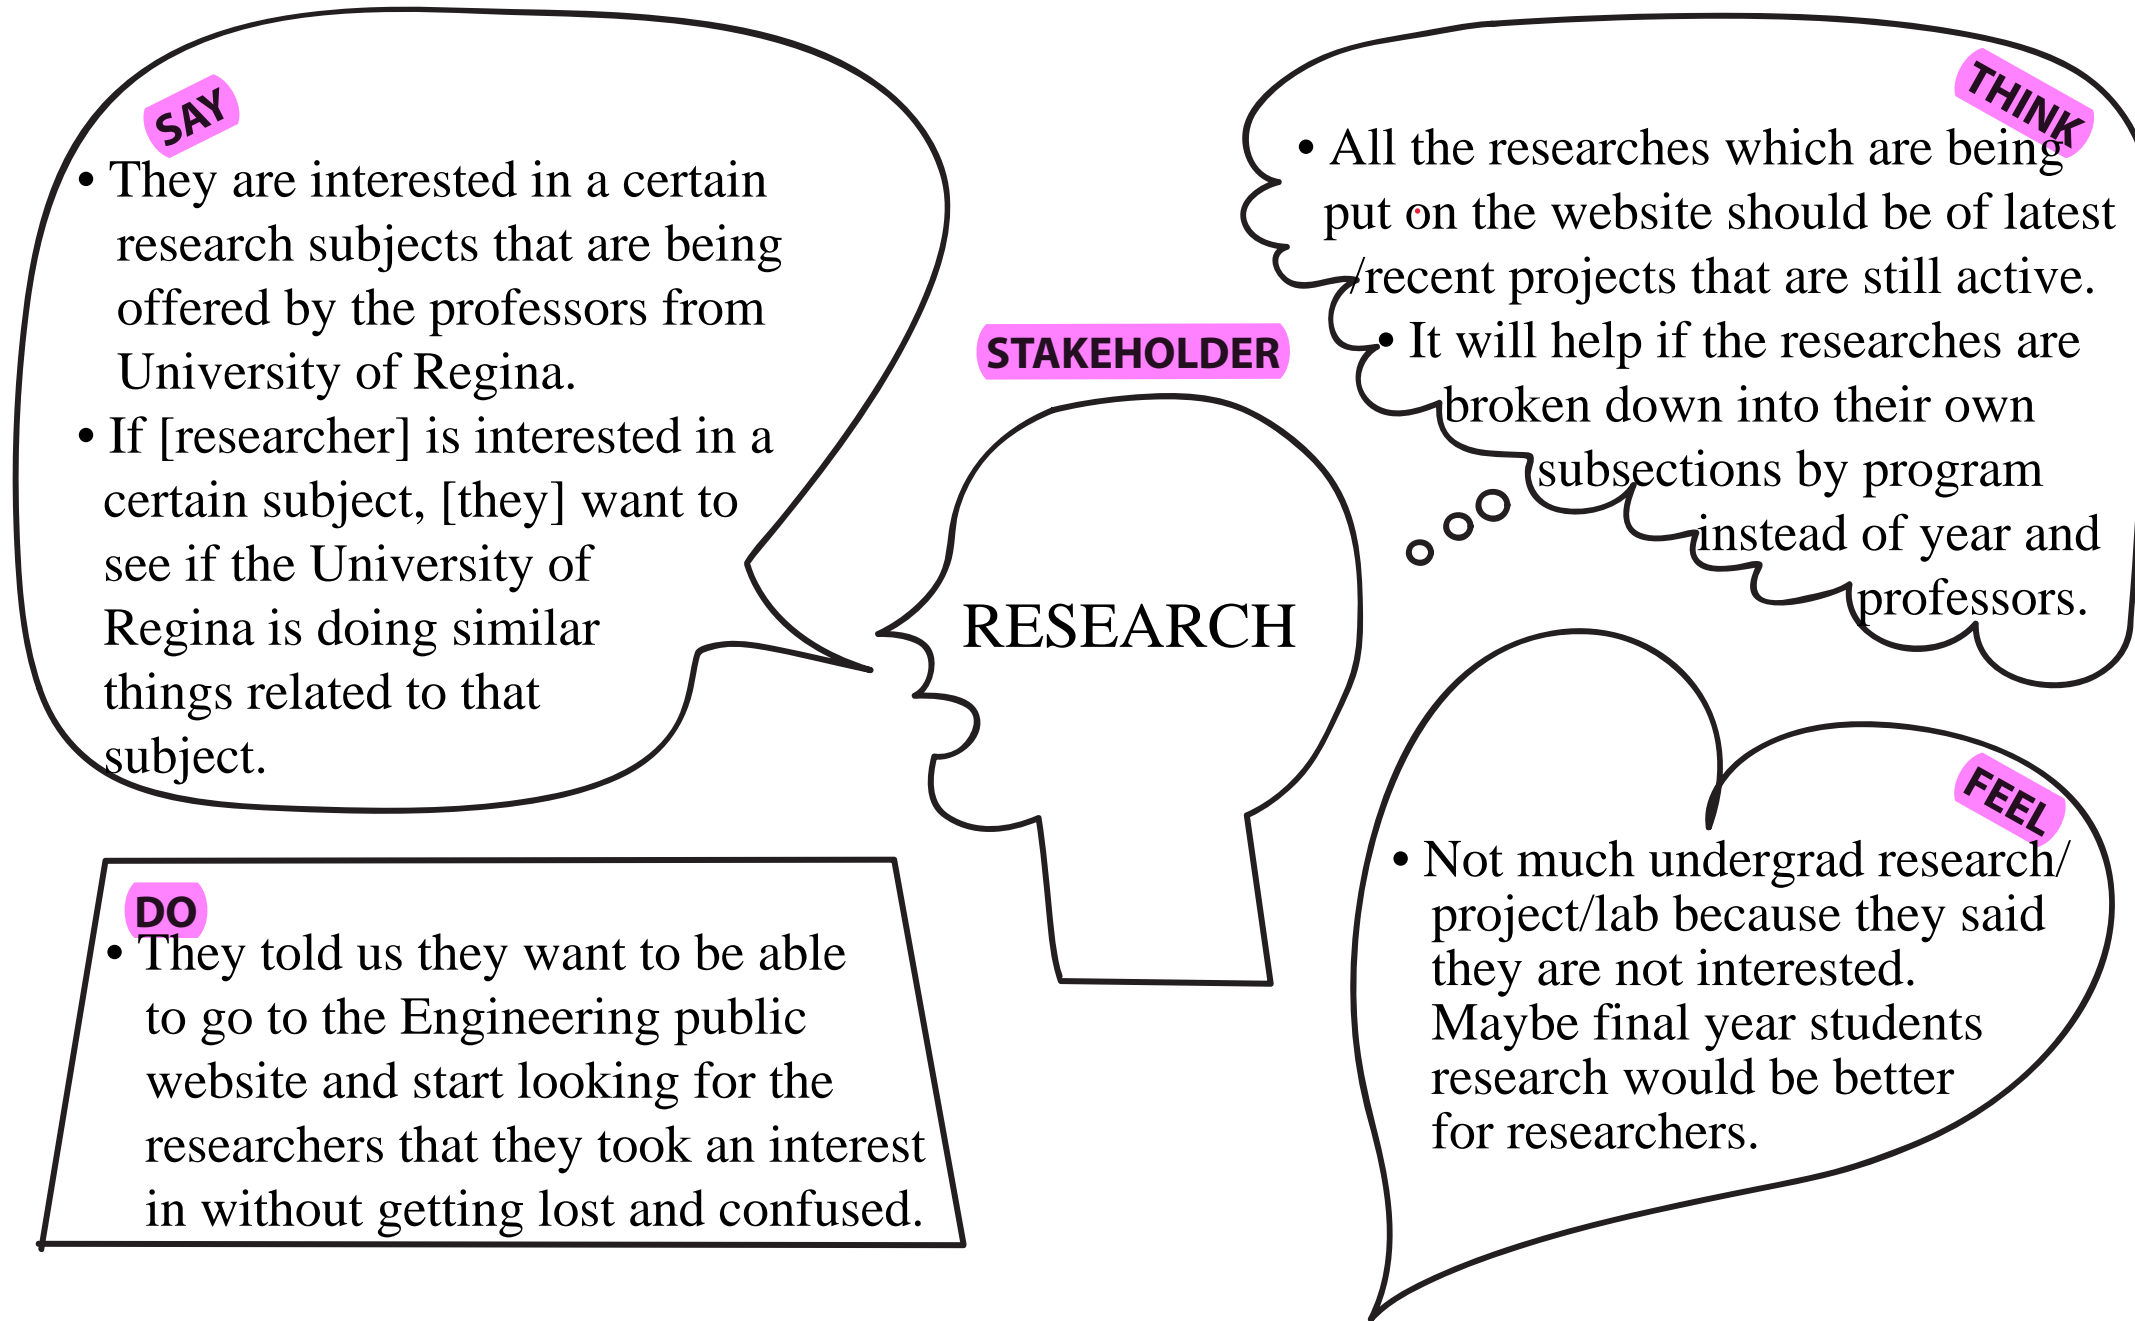 SAY
• They are interested in a certain
research subjects that are being
offered by the professors from
University of Regina.
• If [researcher] is interested in a
certain subject, [they] want to
see if the University of
Regina is doing similar
things related to that
subject.
THINK
• All the researches which are being
put on the website should be of latest
/recent projects that are still active.
• It will help if the researches are
broken down into their own
subsections by program
instead of year and
professors.
STAKEHOLDER
RESEARCH
DO
• They told us they want to be able
to go to the Engineering public
website and start looking for the
researchers that they took an interest
in without getting lost and confused.
FEEL
• Not much undergrad research/
project/lab because they said
they are not interested.
Maybe final year students
research would be better
for researchers.